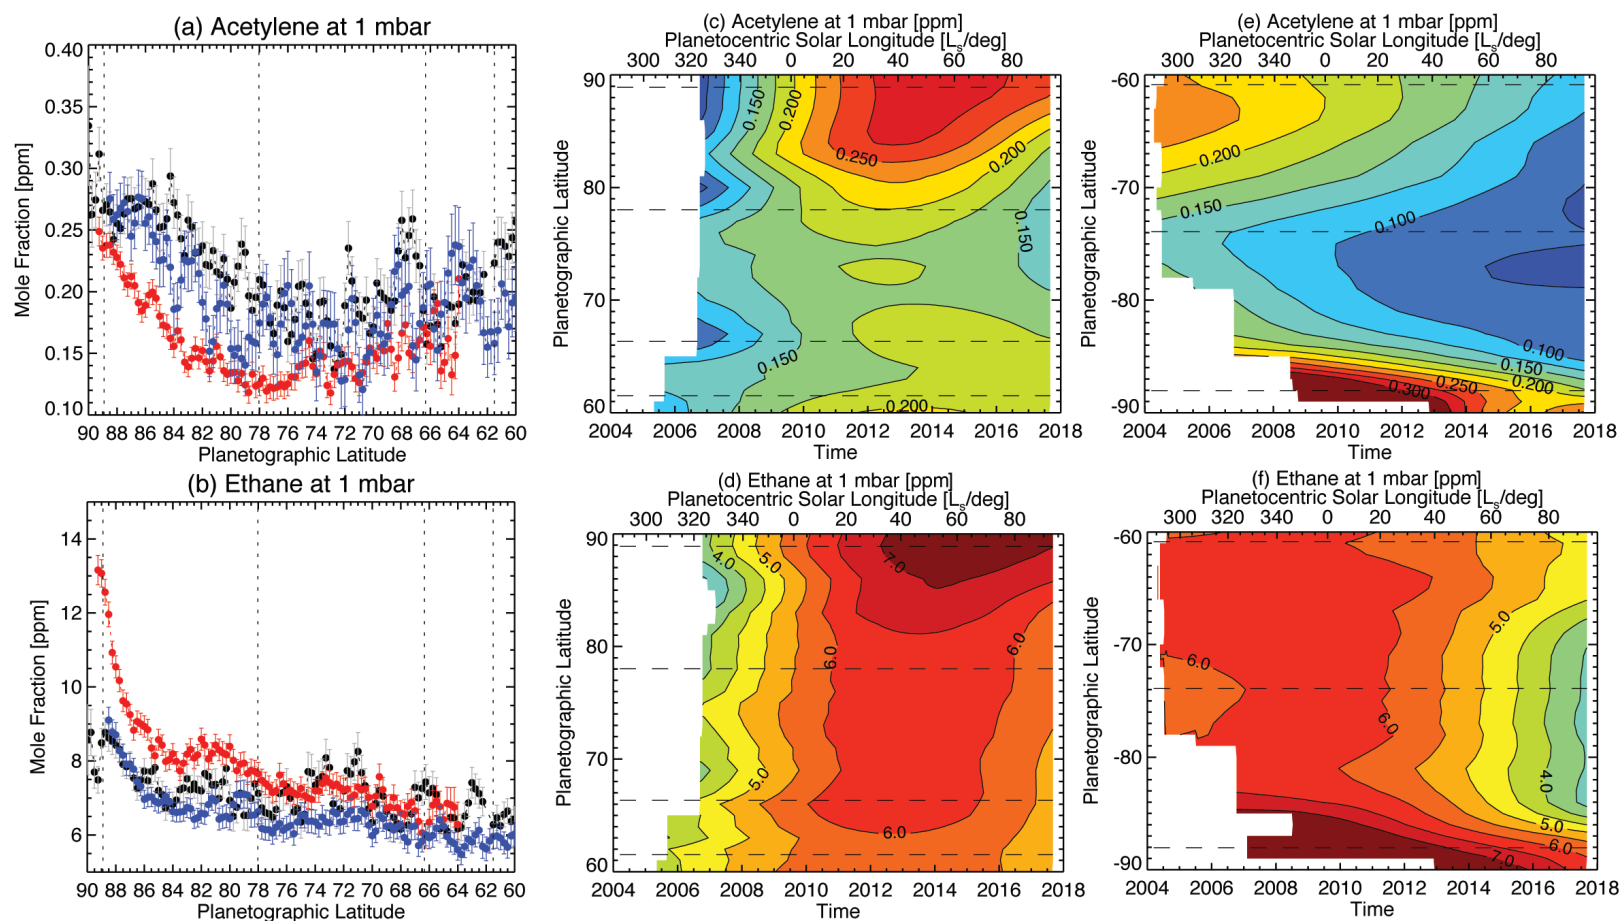 (a) Acetylene at 1 mbar
0.40
0.35
0.30
0.25
0.20
0.15
0.10
Mole Fraction [ppm]
90 88 86 84 82 80 78 76 74 72 70 68 66 64 62 60
Planetographic Latitude
(c) Acetylene at 1 mbar [ppm]
Planetocentric Solar Longitude [Ls/deg]
300 320 340 0 20 40 60 80
90
80
70
60
Planetographic Latitude
0.150
0.200
0.250
0.200
0.150
0.150
0.200
2004 2006 2008 2010 2012 2014 2016 2018
Time
(e) Acetylene at 1 mbar [ppm]
Planetocentric Solar Longitude [Ls/deg]
300 320 340 0 20 40 60 80
-60
-70
-80
-90
Planetographic Latitude
0.200
0.150
0.100
0.100
0.150
0.200
0.250
0.300
2004 2006 2008 2010 2012 2014 2016 2018
Time
(b) Ethane at 1 mbar
14
12
10
8
6
Mole Fraction [ppm]
90 88 86 84 82 80 78 76 74 72 70 68 66 64 62 60
Planetographic Latitude
(d) Ethane at 1 mbar [ppm]
Planetocentric Solar Longitude [Ls/deg]
300 320 340 0 20 40 60 80
90
80
70
60
Planetographic Latitude
4.0
5.0
7.0
6.0
6.0
5.0
6.0
2004 2006 2008 2010 2012 2014 2016 2018
Time
(f) Ethane at 1 mbar [ppm]
Planetocentric Solar Longitude [Ls/deg]
300 320 340 0 20 40 60 80
-60
-70
-80
-90
Planetographic Latitude
5.0
6.0
6.0
4.0
5.0
6.0
7.0
2004 2006 2008 2010 2012 2014 2016 2018
Time